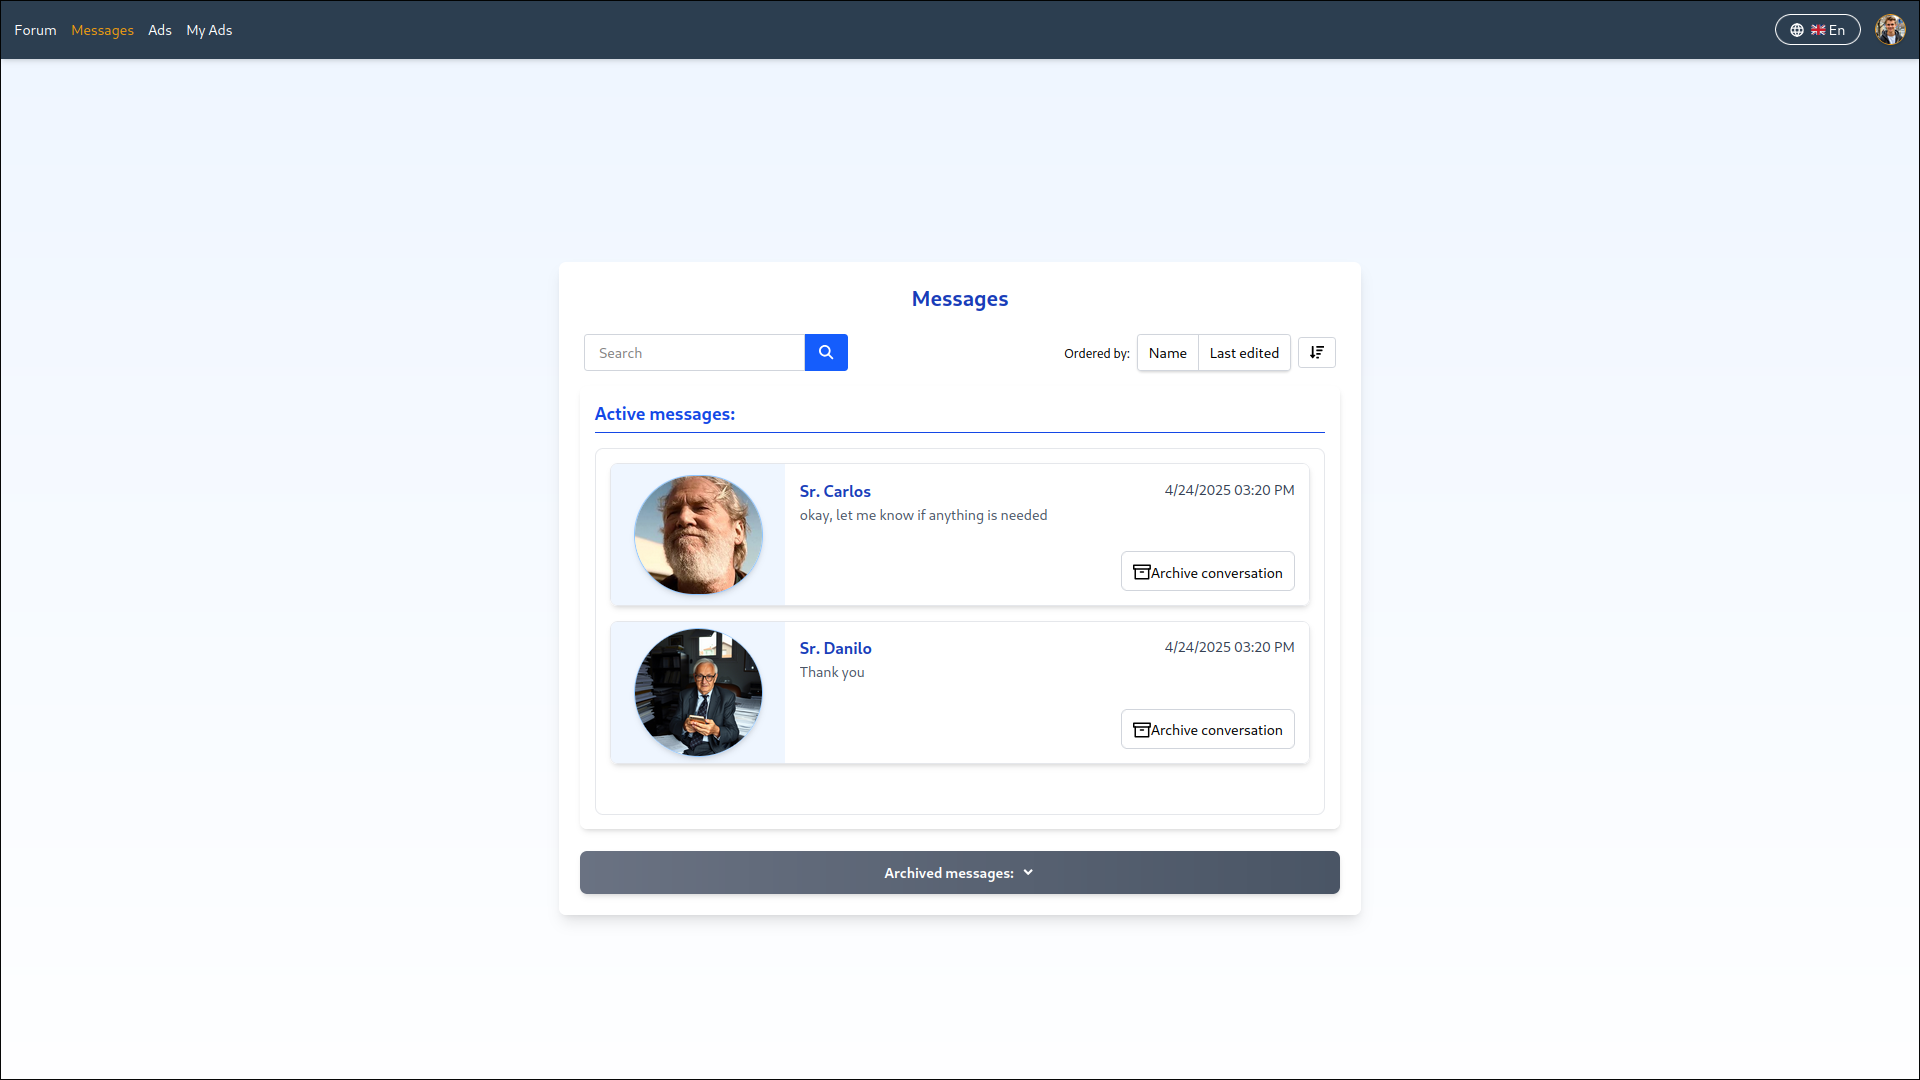 Forum Messages Ads My Ads
En
Messages
Search
Ordered by: Name Last edited
Active messages:
Sr. Carlos
4/24/2025 03:20 PM
okay, let me know if anything is needed
Archive conversation
Sr. Danilo
4/24/2025 03:20 PM
Thank you
Archive conversation
Archived messages: